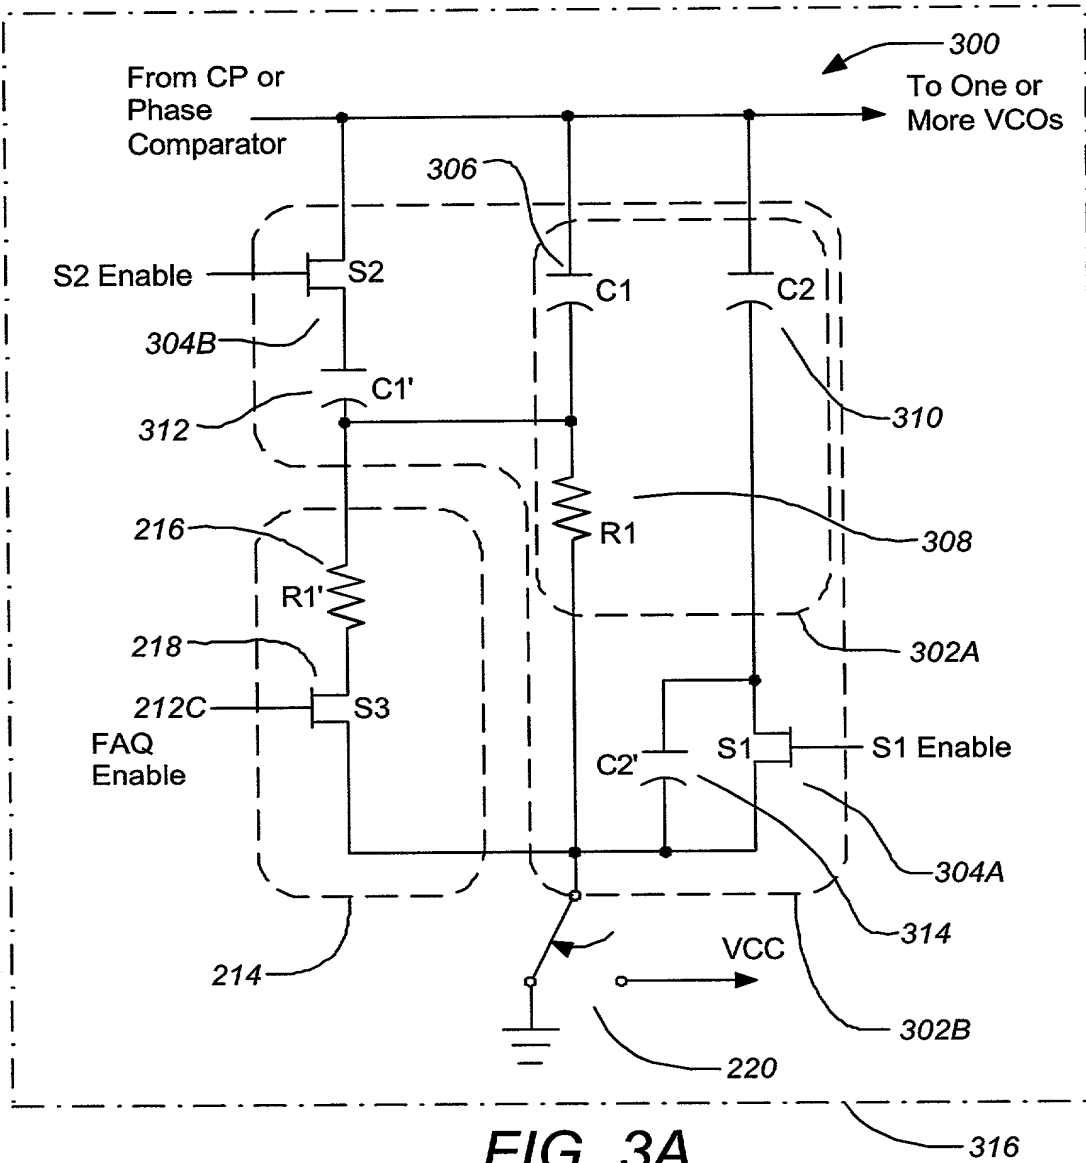 300
From CP or
Phase
Comparator
To One or
More VCOs
306
S2 Enable
S2
C1
C2
304B
C1'
312
310
216
R1
308
R1'
218
302A
212C
S3
FAQ
Enable
C2'
S1
S1 Enable
304A
314
VCC
214
302B
220
FIG. 3A
316